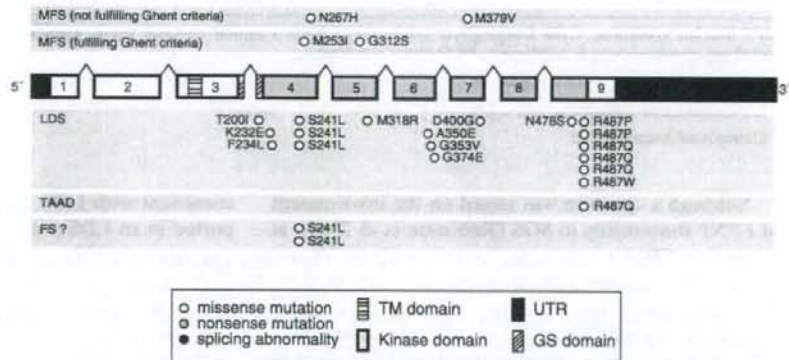 MFS (not fulfilling Ghent criteria) N267H M379V
MFS (fulfilling Ghent criteria) M253I G312S
5´ 1 2 3 4 5 6 7 8 9 3´
LDS T200I S241L M318R D400G N478S R487P
K232E S241L A350E R487P
F234L S241L G353V R487Q
G374E R487Q
R487Q
R487W
TAAD R487Q
FS ? S241L
S241L
missense mutation TM domain UTR
nonsense mutation Kinase domain GS domain
splicing abnormality